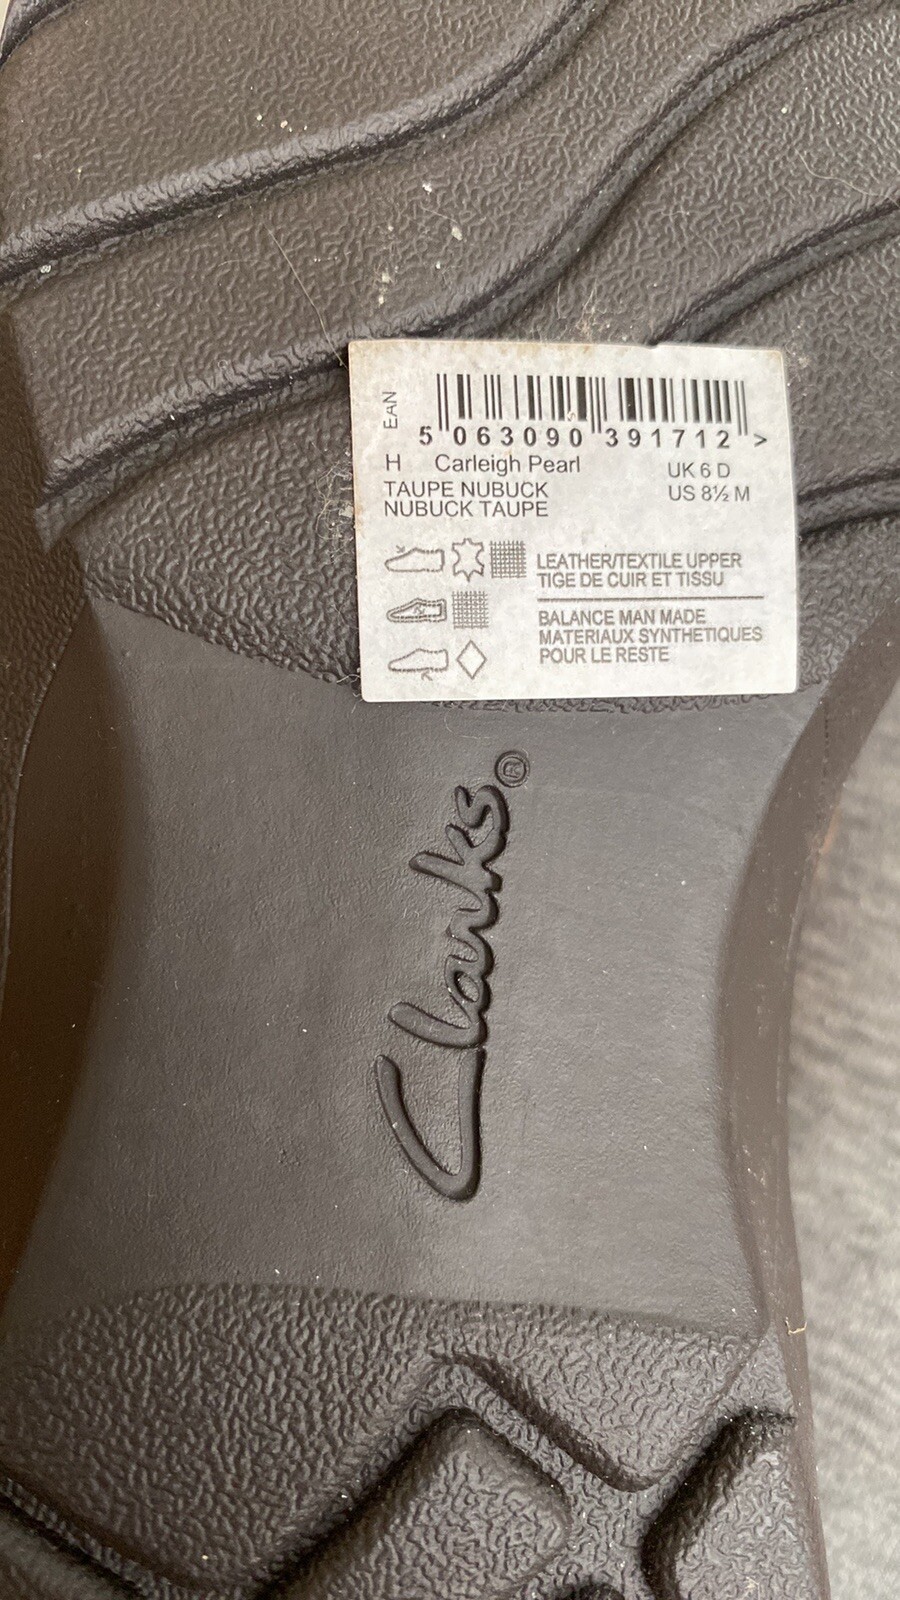 EAN
5 063090 391712 >
H Carleigh Pearl UK 6 D
TAUPE NUBUCK US 8½ M
NUBUCK TAUPE
LEATHER/TEXTILE UPPER
TIGE DE CUIR ET TISSU
BALANCE MAN MADE
MATERIAUX SYNTHETIQUES
POUR LE RESTE
Clarks®